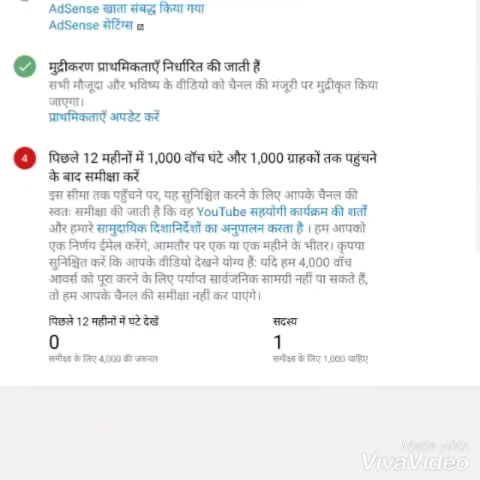 AdSense खाता संबद्ध किया गया
AdSense सेटिंग्स
मुद्रीकरण प्राथमिकताएँ निर्धारित की जाती हैं
सभी मौजूदा और भविष्य के वीडियो को चैनल की मंजूरी पर मुद्रीकृत किया
जाएगा।
प्राथमिकताएँ अपडेट करें
4 पिछले 12 महीनों में 1,000 वॉच घंटे और 1,000 ग्राहकों तक पहुंचने
के बाद समीक्षा करें
इस सीमा तक पहुँचने पर, यह सुनिश्चित करने के लिए आपके चैनल की
स्वतः समीक्षा की जाती है कि वह YouTube सहयोगी कार्यक्रम की शर्तों
और हमारे सामुदायिक दिशानिर्देशों का अनुपालन करता है । हम आपको
एक निर्णय ईमेल करेंगे, आमतौर पर एक या एक महीने के भीतर। कृपया
सुनिश्चित करें कि आपके वीडियो देखने योग्य हैं: यदि हम 4,000 वॉच
आवर्स को पूरा करने के लिए पर्याप्त सार्वजनिक सामग्री नहीं पा सकते हैं,
तो हम आपके चैनल की समीक्षा नहीं कर पाएंगे।
पिछले 12 महीनों में घंटे देखें
0
समीक्षा के लिए 4,000 की जरूरत
सदस्य
1
समीक्षा के लिए 1,000 चाहिए
Made With
VivaVideo